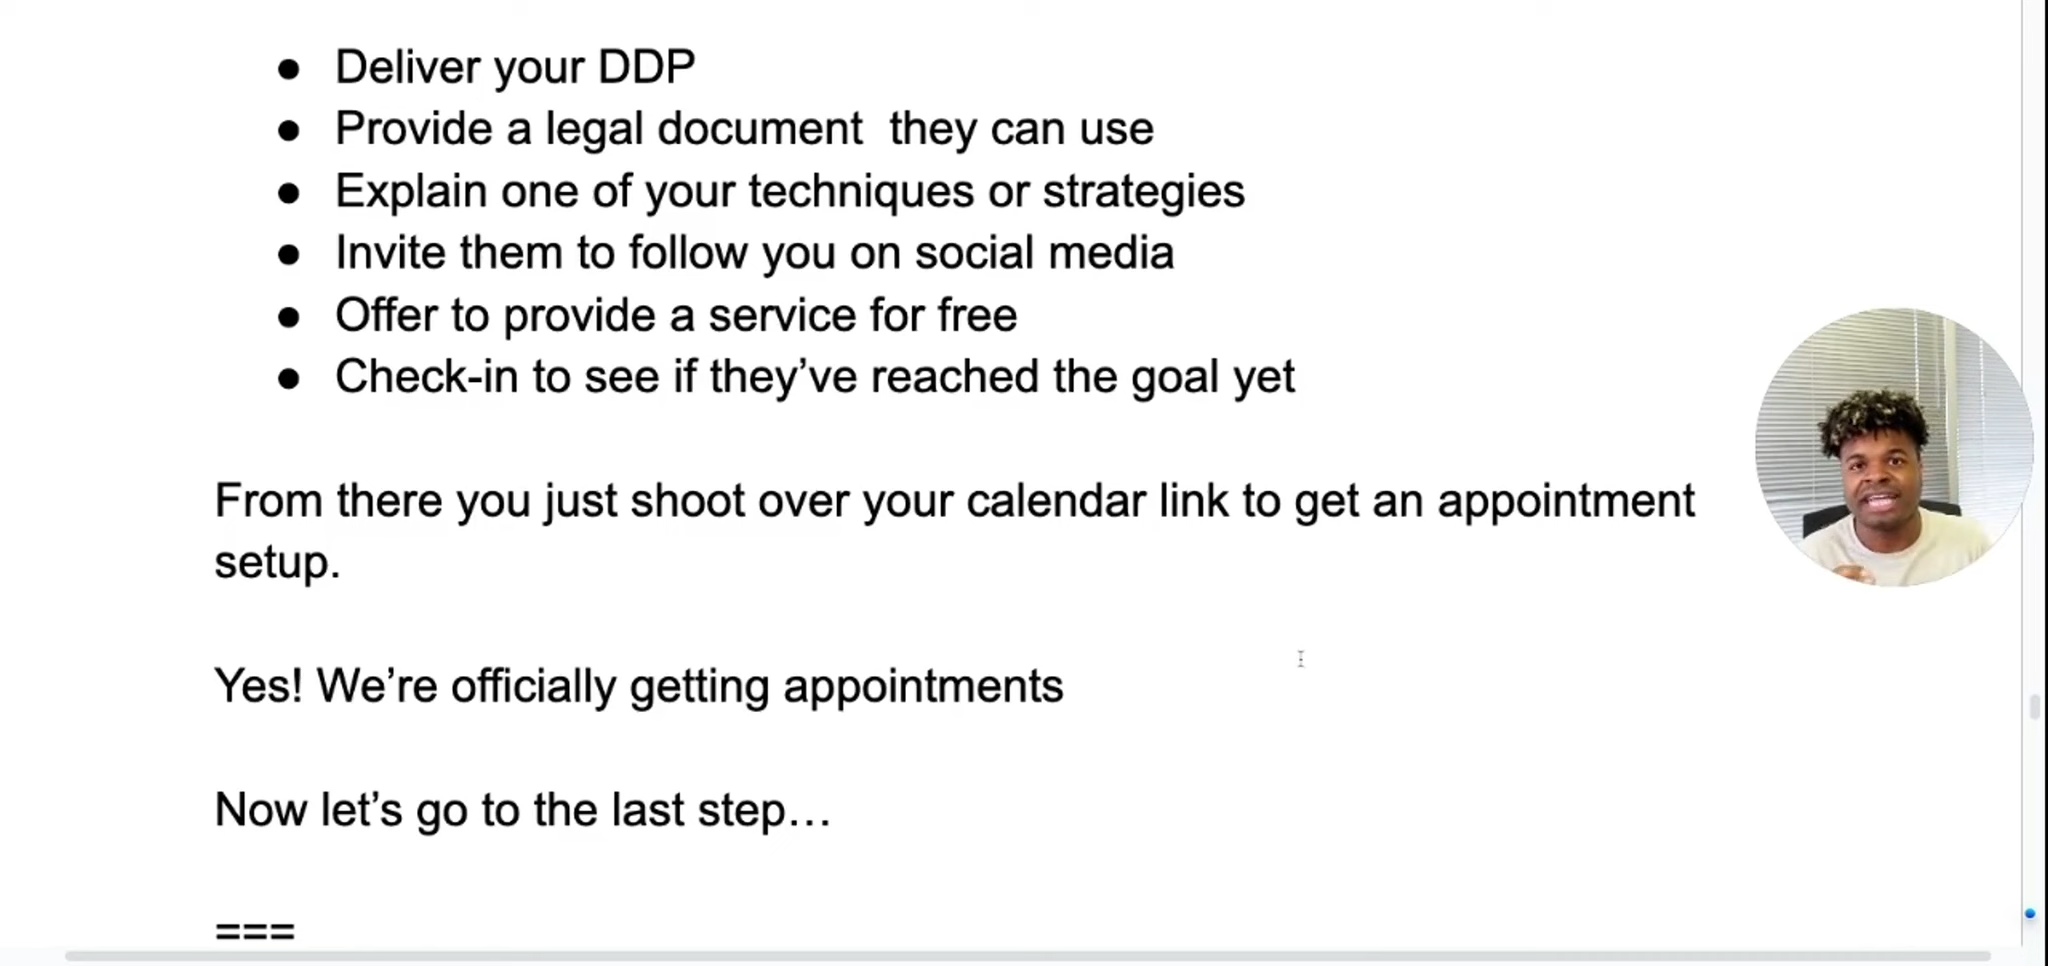 ● Deliver your DDP
● Provide a legal document  they can use
● Explain one of your techniques or strategies
● Invite them to follow you on social media
● Offer to provide a service for free
● Check-in to see if they’ve reached the goal yet
From there you just shoot over your calendar link to get an appointment
setup.
Yes! We’re officially getting appointments
Now let’s go to the last step…
===